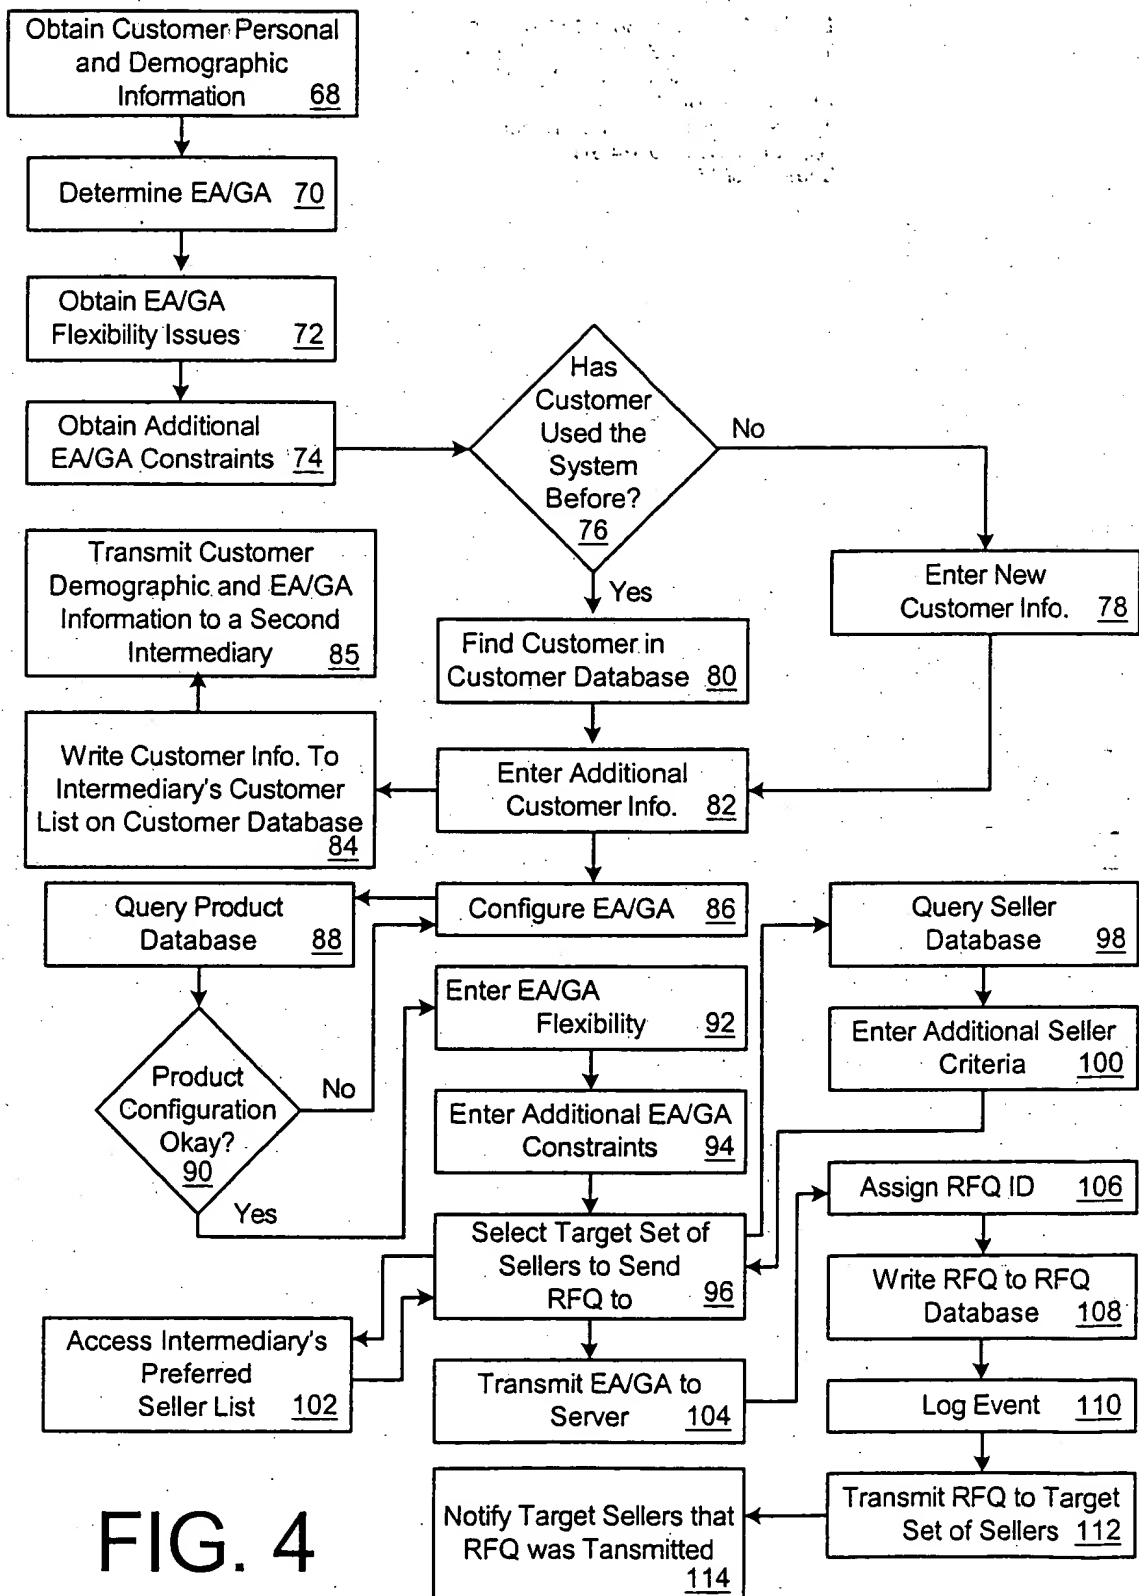 Obtain Customer Personal
and Demographic
Information 68
Determine EA/GA 70
Obtain EA/GA
Flexibility Issues 72
Obtain Additional
EA/GA Constraints 74
Has
Customer
Used the
System
Before?
76
No
Yes
Enter New
Customer Info. 78
Transmit Customer
Demographic and EA/GA
Information to a Second
Intermediary 85
Find Customer in
Customer Database 80
Write Customer Info. To
Intermediary's Customer
List on Customer Database
84
Enter Additional
Customer Info. 82
Query Product
Database 88
Configure EA/GA 86
Query Seller
Database 98
Product
Configuration
Okay?
90
No
Yes
Enter EA/GA
Flexibility 92
Enter Additional Seller
Criteria 100
Enter Additional EA/GA
Constraints 94
Select Target Set of
Sellers to Send
RFQ to 96
Assign RFQ ID 106
Write RFQ to RFQ
Database 108
Access Intermediary's
Preferred
Seller List 102
Transmit EA/GA to
Server 104
Log Event 110
Transmit RFQ to Target
Set of Sellers 112
Notify Target Sellers that
RFQ was Tansmitted
114
FIG. 4